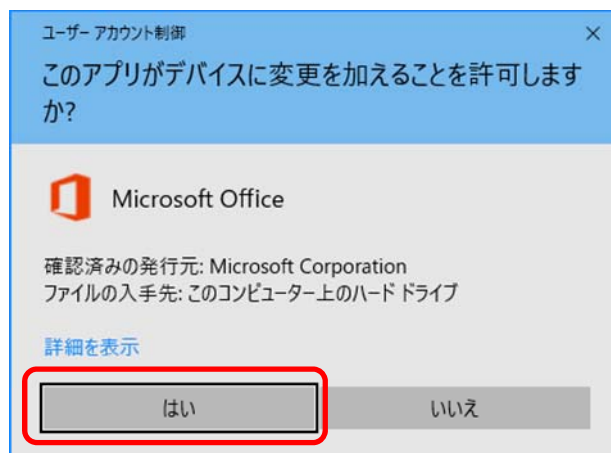 ユーザー アカウント制御
このアプリがデバイスに変更を加えることを許可します
か?
Microsoft Office
確認済みの発行元: Microsoft Corporation
ファイルの入手先: このコンピューター上のハード ドライブ
詳細を表示
はい
いいえ